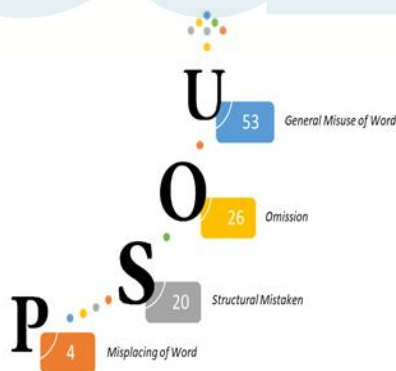 U
53 General Misuse of Word
O
26 Omission
S
20 Structural Mistaken
P
4 Misplacing of Word